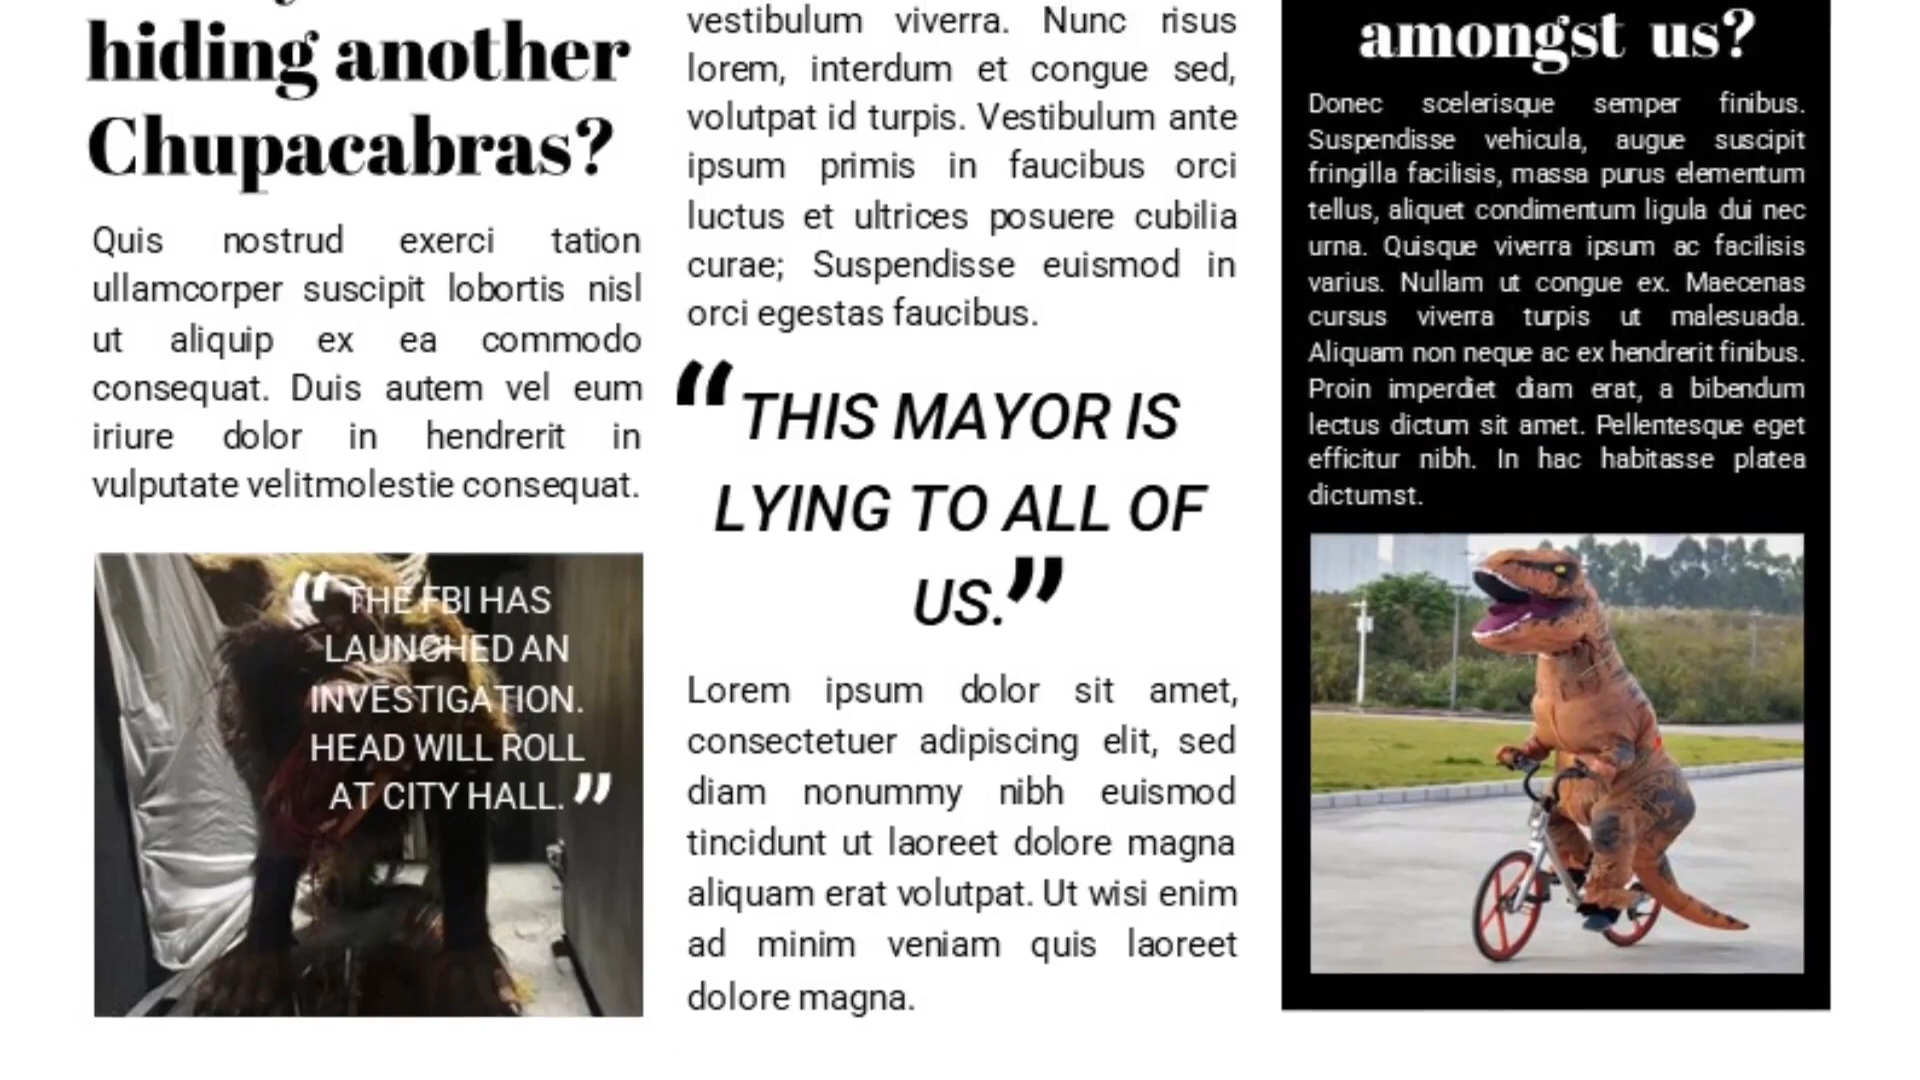 hiding another
Chupacabras?
Quis nostrud exerci tation
ullamcorper suscipit lobortis nisl
ut aliquip ex ea commodo
consequat. Duis autem vel eum
iriure dolor in hendrerit in
vulputate velitmolestie consequat.
“THE FBI HAS
LAUNCHED AN
INVESTIGATION.
HEAD WILL ROLL
AT CITY HALL.”
vestibulum viverra. Nunc risus
lorem, interdum et congue sed,
volutpat id turpis. Vestibulum ante
ipsum primis in faucibus orci
luctus et ultrices posuere cubilia
curae; Suspendisse euismod in
orci egestas faucibus.
“THIS MAYOR IS
LYING TO ALL OF
US.”
Lorem ipsum dolor sit amet,
consectetuer adipiscing elit, sed
diam nonummy nibh euismod
tincidunt ut laoreet dolore magna
aliquam erat volutpat. Ut wisi enim
ad minim veniam quis laoreet
dolore magna.
amongst us?
Donec scelerisque semper finibus.
Suspendisse vehicula, augue suscipit
fringilla facilisis, massa purus elementum
tellus, aliquet condimentum ligula dui nec
urna. Quisque viverra ipsum ac facilisis
varius. Nullam ut congue ex. Maecenas
cursus viverra turpis ut malesuada.
Aliquam non neque ac ex hendrerit finibus.
Proin imperdiet diam erat, a bibendum
lectus dictum sit amet. Pellentesque eget
efficitur nibh. In hac habitasse platea
dictumst.